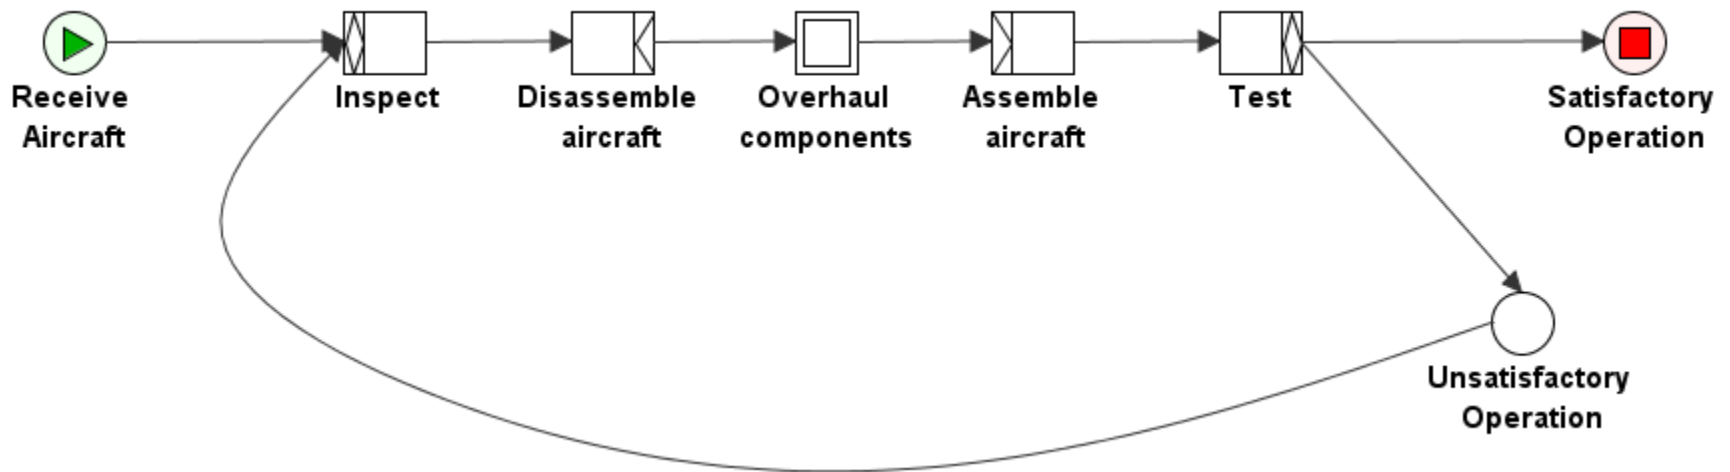 Receive
Aircraft
Inspect
Disassemble
aircraft
Overhaul
components
Assemble
aircraft
Test
Satisfactory
Operation
Unsatisfactory
Operation